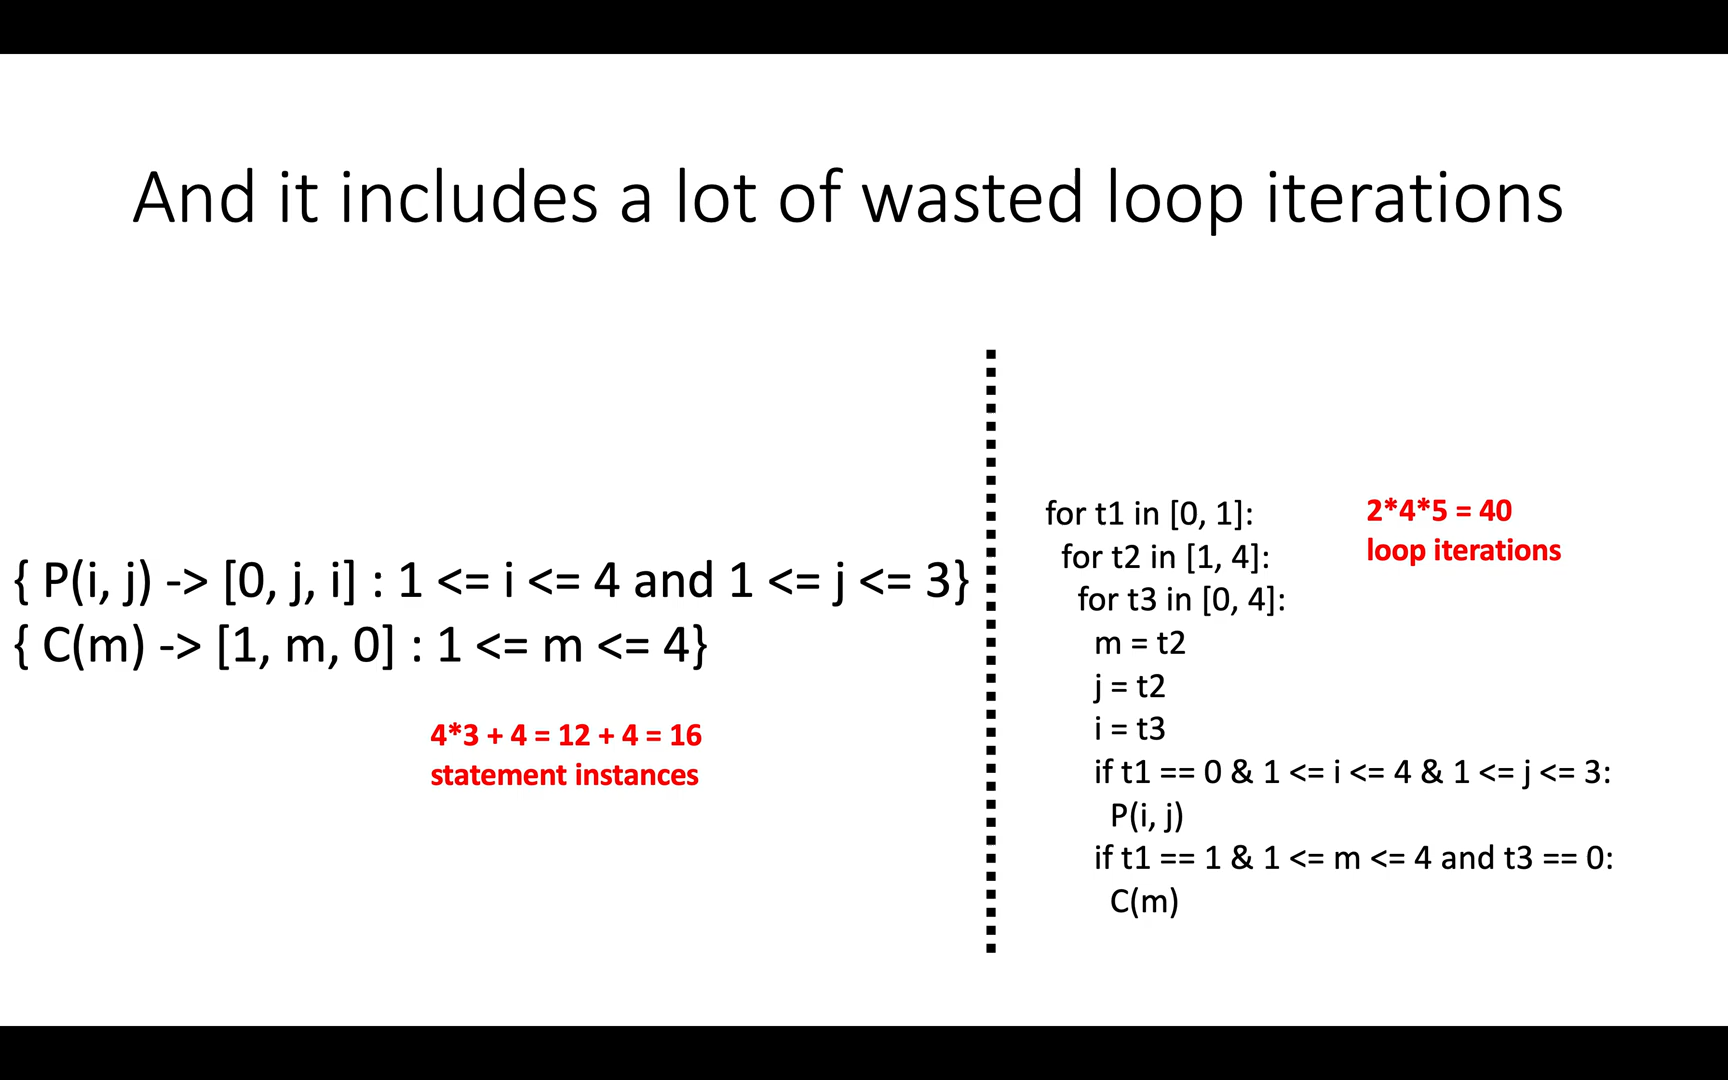 And it includes a lot of wasted loop iterations
{ P(i, j) -> [0, j, i] : 1 <= i <= 4 and 1 <= j <= 3}
{ C(m) -> [1, m, 0] : 1 <= m <= 4}
4*3 + 4 = 12 + 4 = 16
statement instances
for t1 in [0, 1]:
for t2 in [1, 4]:
for t3 in [0, 4]:
m = t2
j = t2
i = t3
if t1 == 0 & 1 <= i <= 4 & 1 <= j <= 3:
P(i, j)
if t1 == 1 & 1 <= m <= 4 and t3 == 0:
C(m)
2*4*5 = 40
loop iterations